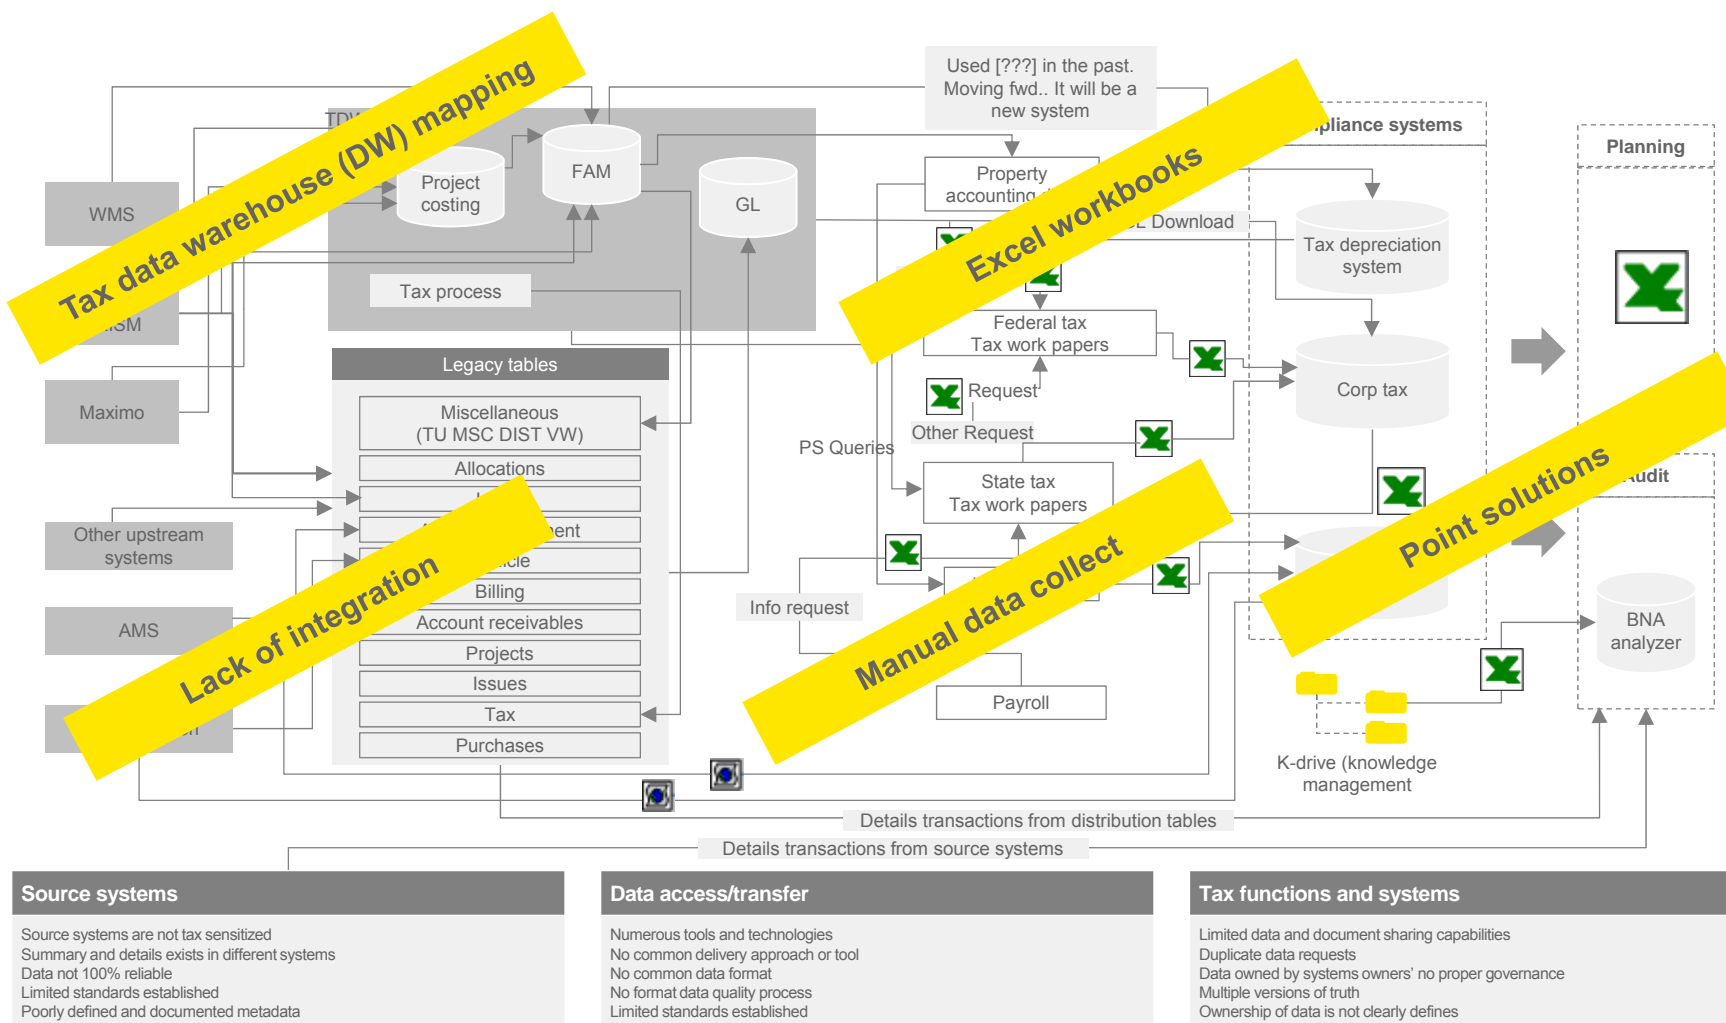 Tax data warehouse (DW) mapping
Used [???] in the past.
Moving fwd.. It will be a
new system
Excel workbooks
systems
Planning
FAM
Project
costing
GL
WMS
Property
accounting
Download
Tax depreciation
system
Tax process
Federal tax
Tax work papers
Legacy tables
Corp tax
Maximo
Miscellaneous
(TU MSC DIST VW)
Request
Other Request
PS Queries
Allocations
State tax
Tax work papers
Point solutions
Other upstream
systems
Billing
Account receivables
Projects
Issues
Tax
Purchases
Lack of integration
Manual data collect
Info request
Payroll
AMS
BNA
analyzer
K-drive (knowledge
management
Details transactions from distribution tables
Details transactions from source systems
Source systems
Source systems are not tax sensitized
Summary and details exists in different systems
Data not 100% reliable
Limited standards established
Poorly defined and documented metadata
Data access/transfer
Numerous tools and technologies
No common delivery approach or tool
No common data format
No format data quality process
Limited standards established
Tax functions and systems
Limited data and document sharing capabilities
Duplicate data requests
Data owned by systems owners' no proper governance
Multiple versions of truth
Ownership of data is not clearly defines